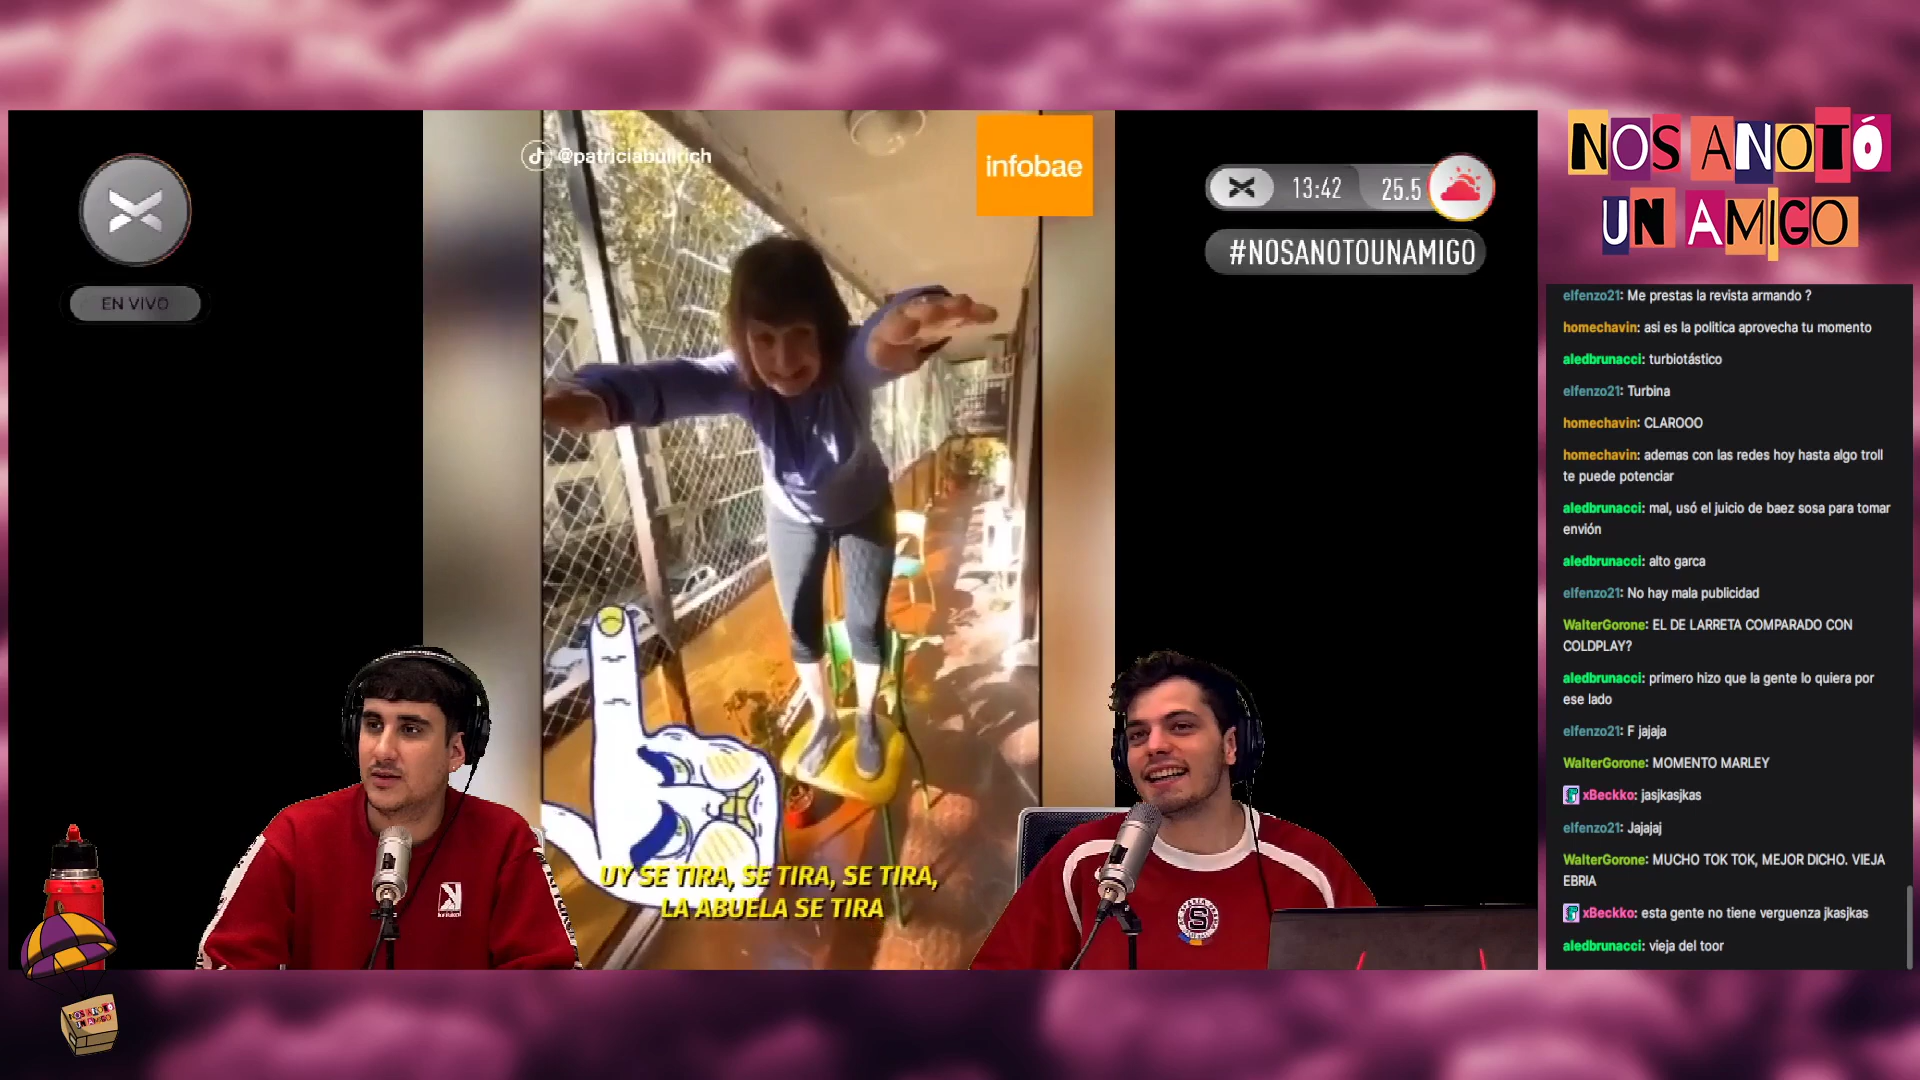 @patriciabullrich
infobae
EN VIVO
13:42
25.5
#NOSANOTOUNAMIGO
UY SE TIRA, SE TIRA, SE TIRA,
LA ABUELA SE TIRA
NOS ANOTÓ
UN AMIGO
elfenzo21: Me prestas la revista armando ?
homechavin: asi es la politica aprovecha tu momento
aledbrunacci: turbiotástico
elfenzo21: Turbina
homechavin: CLAROOO
homechavin: ademas con las redes hoy hasta algo troll
te puede potenciar
aledbrunacci: mal, usó el juicio de baez sosa para tomar
envión
aledbrunacci: alto garca
elfenzo21: No hay mala publicidad
WalterGorone: EL DE LARRETA COMPARADO CON
COLDPLAY?
aledbrunacci: primero hizo que la gente lo quiera por
ese lado
elfenzo21: F jajaja
WalterGorone: MOMENTO MARLEY
xBeckko: jasjkasjkas
elfenzo21: Jajajaj
WalterGorone: MUCHO TOK TOK, MEJOR DICHO. VIEJA
EBRIA
xBeckko: esta gente no tiene verguenza jkasjkas
aledbrunacci: vieja del toor
NOS ANOTÓ
UN AMIGO